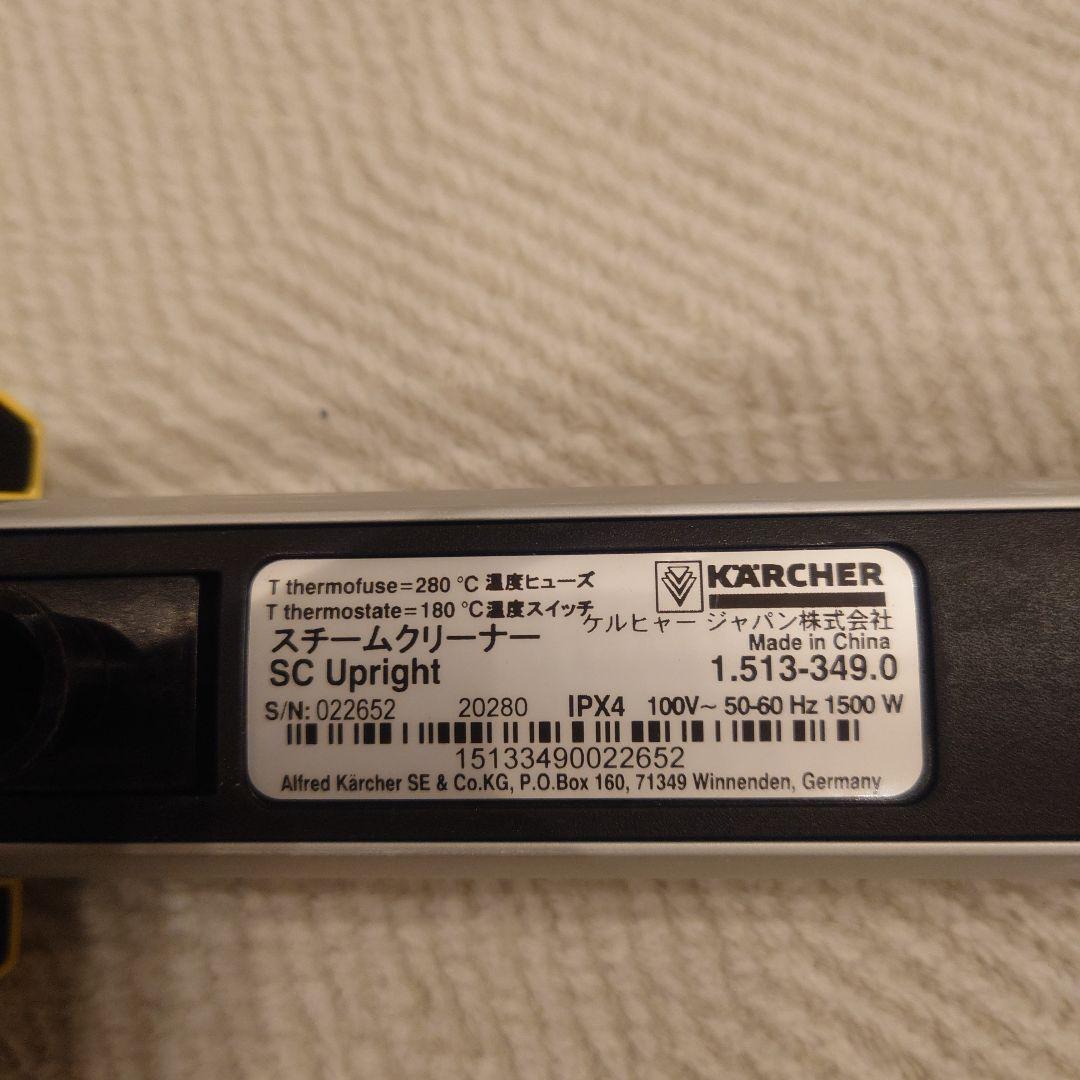 T thermofuse=280 °C 温度ヒューズ
T thermostate=180 °C 温度スイッチ
KÄRCHER
ケルヒャー ジャパン株式会社
スチームクリーナー
Made in China
SC Upright
1.513-349.0
S/N: 022652 20280 IPX4 100V~ 50-60 Hz 1500 W
15133490022652
Alfred Kärcher SE & Co.KG, P.O.Box 160, 71349 Winnenden, Germany